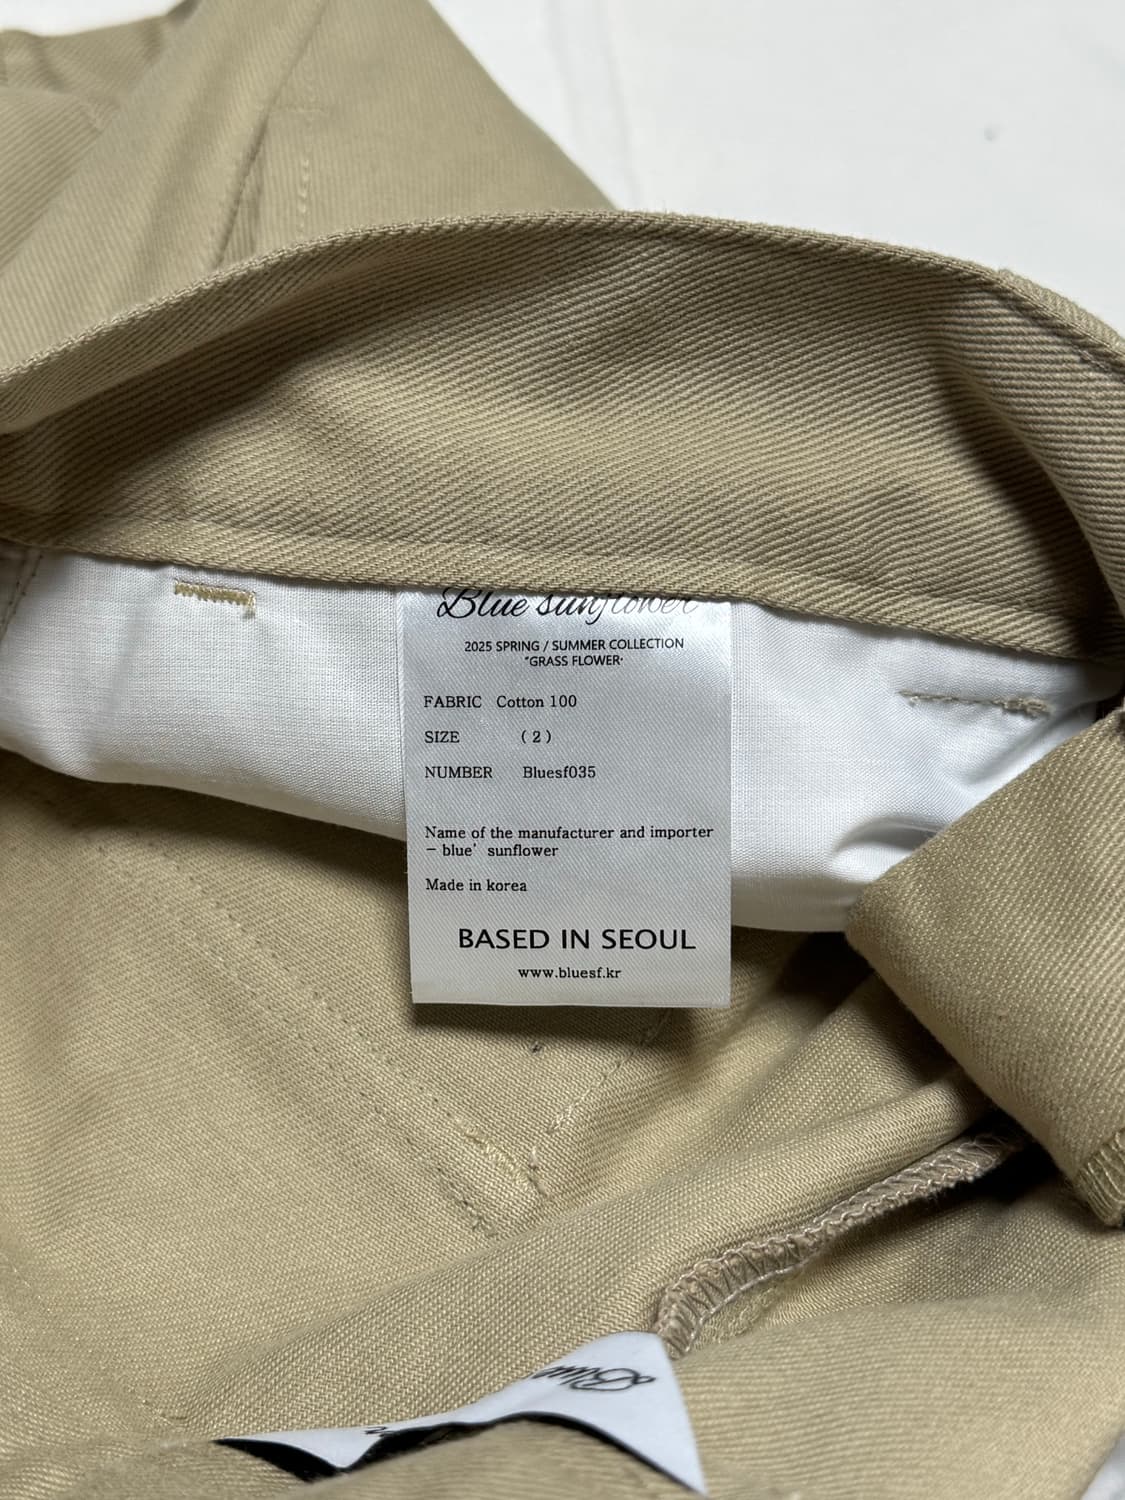 Blue sunflower
2025 SPRING / SUMMER COLLECTION
"GRASS FLOWER"
FABRIC Cotton 100
SIZE ( 2 )
NUMBER Bluesf035
Name of the manufacturer and importer
- blue' sunflower
Made in korea
BASED IN SEOUL
www.bluesf.kr
Blue